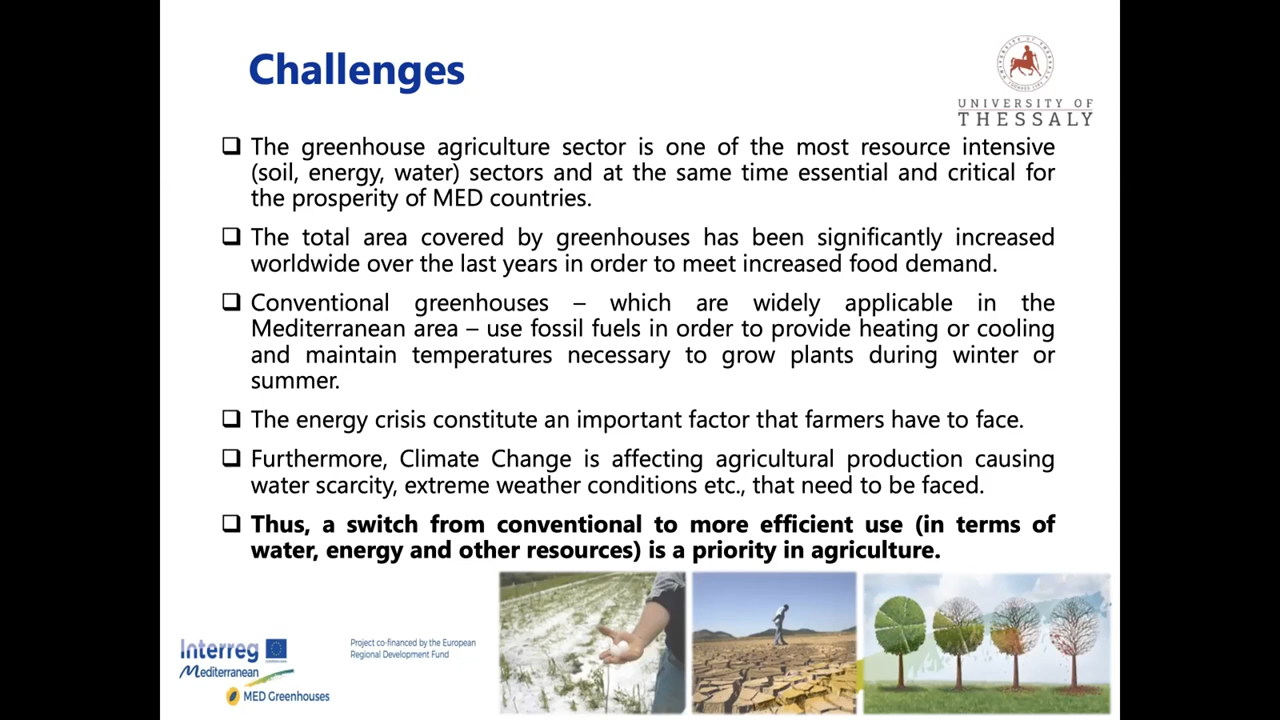 Challenges
UNIVERSITY OF
THESSALY
❑ The greenhouse agriculture sector is one of the most resource intensive
(soil, energy, water) sectors and at the same time essential and critical for
the prosperity of MED countries.
❑ The total area covered by greenhouses has been significantly increased
worldwide over the last years in order to meet increased food demand.
❑ Conventional greenhouses – which are widely applicable in the
Mediterranean area – use fossil fuels in order to provide heating or cooling
and maintain temperatures necessary to grow plants during winter or
summer.
❑ The energy crisis constitute an important factor that farmers have to face.
❑ Furthermore, Climate Change is affecting agricultural production causing
water scarcity, extreme weather conditions etc., that need to be faced.
❑ Thus, a switch from conventional to more efficient use (in terms of
water, energy and other resources) is a priority in agriculture.
Interreg
Mediterranean
MED Greenhouses
Project co-financed by the European
Regional Development Fund